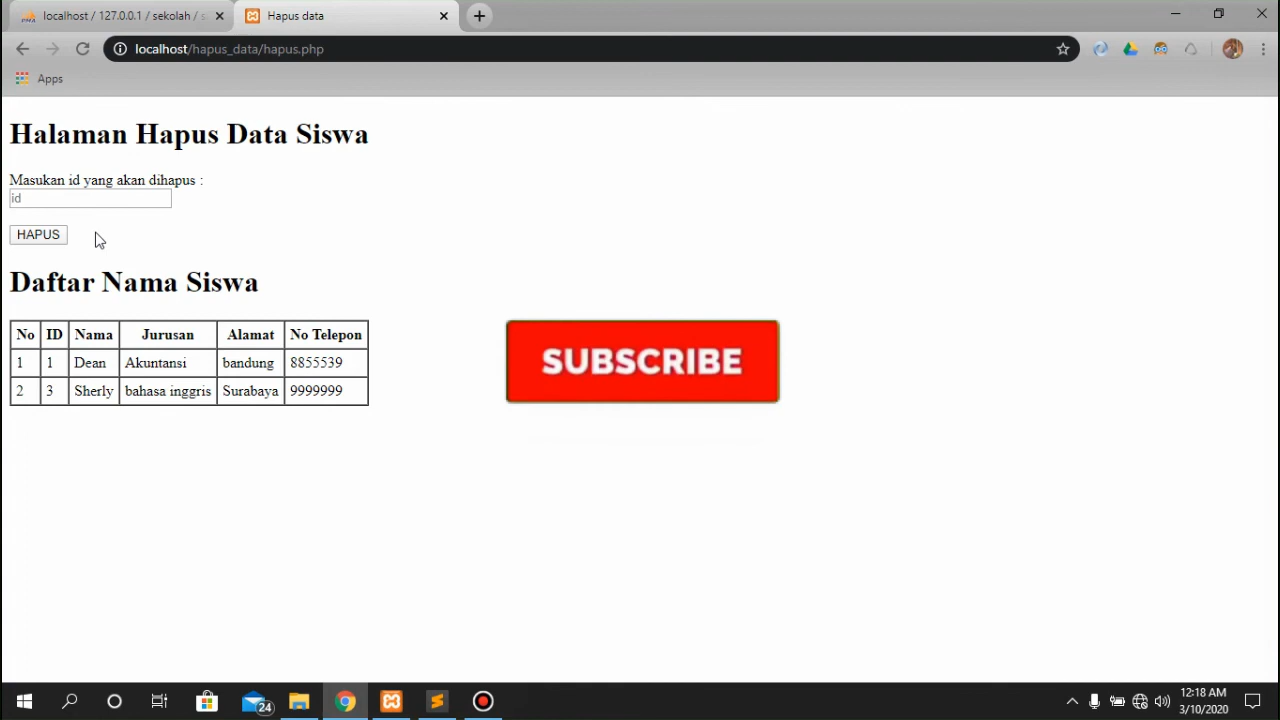 localhost / 127.0.0.1 / sekolah / s
Hapus data
localhost/hapus_data/hapus.php
Apps
Halaman Hapus Data Siswa
Masukan id yang akan dihapus :
id
HAPUS
Daftar Nama Siswa
No ID Nama Jurusan Alamat No Telepon
1 1 Dean Akuntansi bandung 8855539
2 3 Sherly bahasa inggris Surabaya 9999999
SUBSCRIBE
24
12:18 AM
3/10/2020